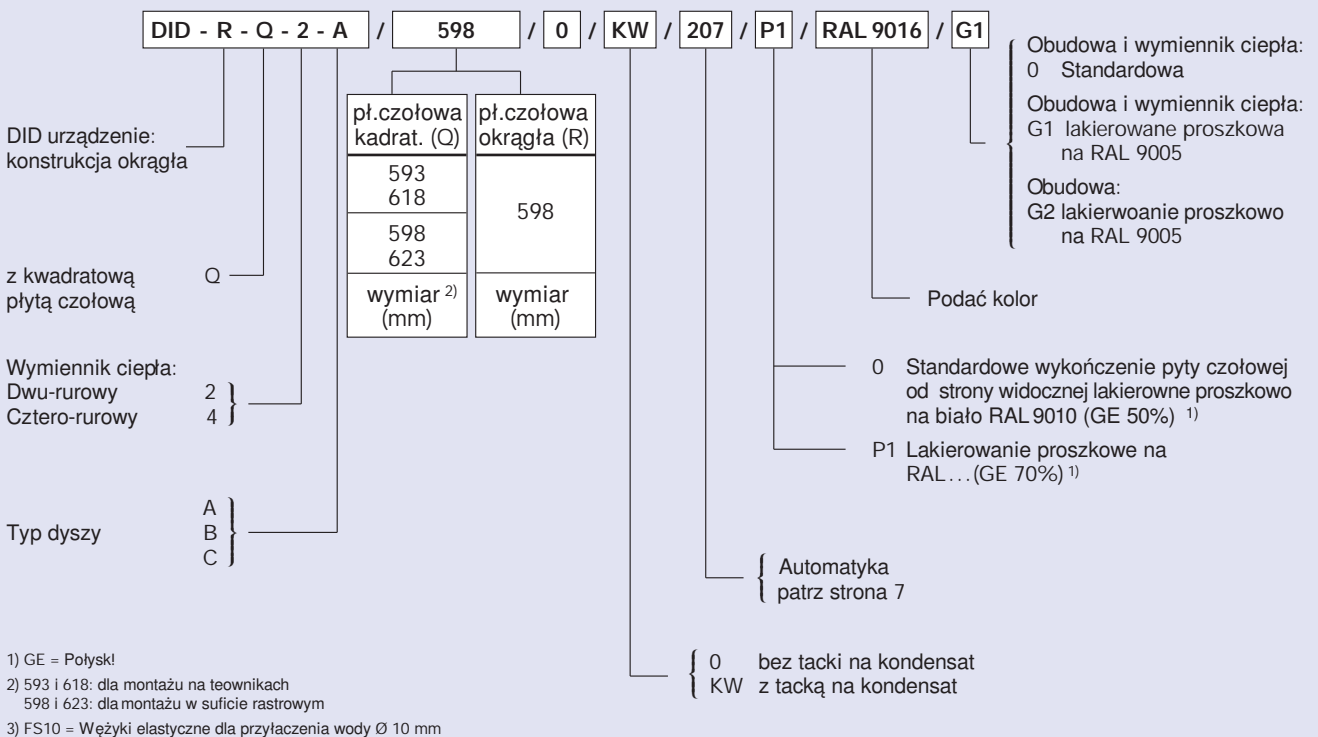 DID - R - Q - 2 - A / 598 / 0 / KW / 207 / P1 / RAL 9016 / G1
DID urządzenie:
konstrukcja okrągła
z kwadratową Q
płytą czołową
Wymiennik ciepła:
Dwu-rurowy 2
Cztero-rurowy 4
Typ dyszy
A
B
C
pł.czołowa
kadrat. (Q)
593
618
598
623
wymiar 2)
(mm)
pł.czołowa
okrągła (R)
598
wymiar
(mm)
Obudowa i wymiennik ciepła:
0 Standardowa
Obudowa i wymiennik ciepła:
G1 lakierowane proszkowa
na RAL 9005
Obudowa:
G2 lakierwoanie proszkowo
na RAL 9005
Podać kolor
0 Standardowe wykończenie pyty czołowej
od strony widocznej lakierowne proszkowo
na biało RAL 9010 (GE 50%) 1)
P1 Lakierowanie proszkowe na
RAL...(GE 70%) 1)
Automatyka
patrz strona 7
0 bez tacki na kondensat
KW z tacką na kondensat
1) GE = Połysk!
2) 593 i 618: dla montażu na teownikach
598 i 623: dla montażu w suficie rastrowym
3) FS10 = Wężyki elastyczne dla przyłaczenia wody Ø 10 mm